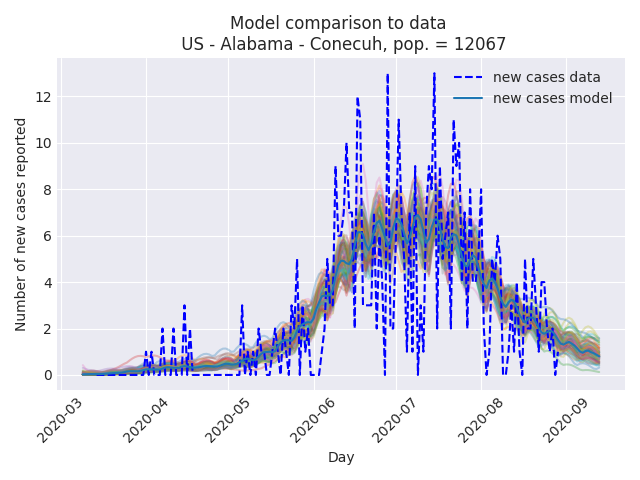 Model comparison to data
US - Alabama - Conecuh, pop. = 12067
new cases data
new cases model
Number of new cases reported
12
10
8
6
4
2
0
2020-03
2020-04
2020-05
2020-06
2020-07
2020-08
2020-09
Day